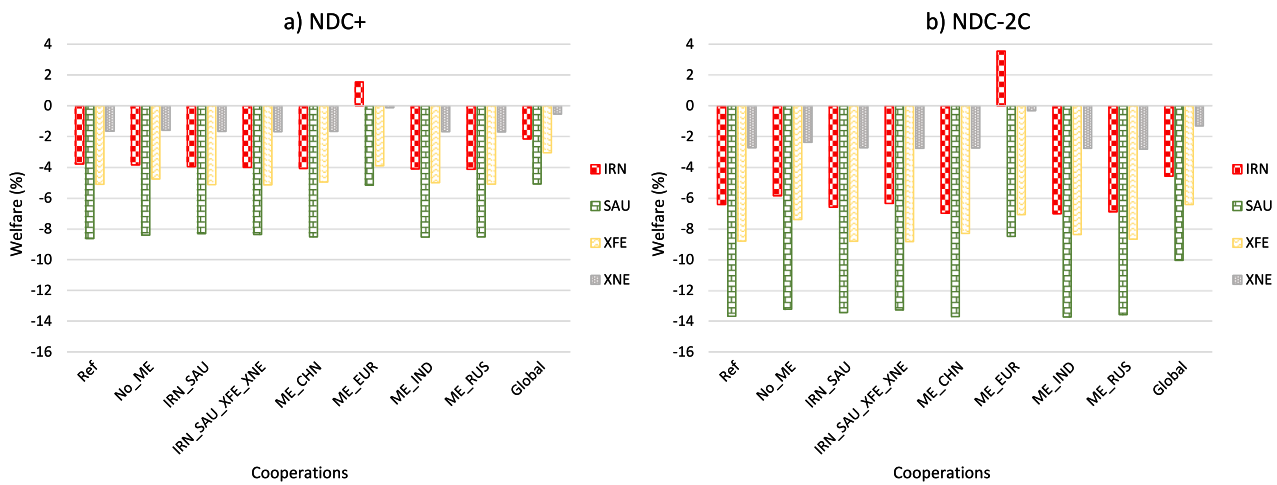 a) NDC+
4
2
0
-2
-4
-6
-8
-10
-12
-14
-16
Welfare (%)
Ref
No_ME
IRN_SAU
IRN_SAU_XFE_XNE
ME_CHN
ME_EUR
ME_IND
ME_RUS
Global
Cooperations
IRN
SAU
XFE
XNE
b) NDC-2C
4
2
0
-2
-4
-6
-8
-10
-12
-14
-16
Welfare (%)
Ref
No_ME
IRN_SAU
IRN_SAU_XFE_XNE
ME_CHN
ME_EUR
ME_IND
ME_RUS
Global
Cooperations
IRN
SAU
XFE
XNE